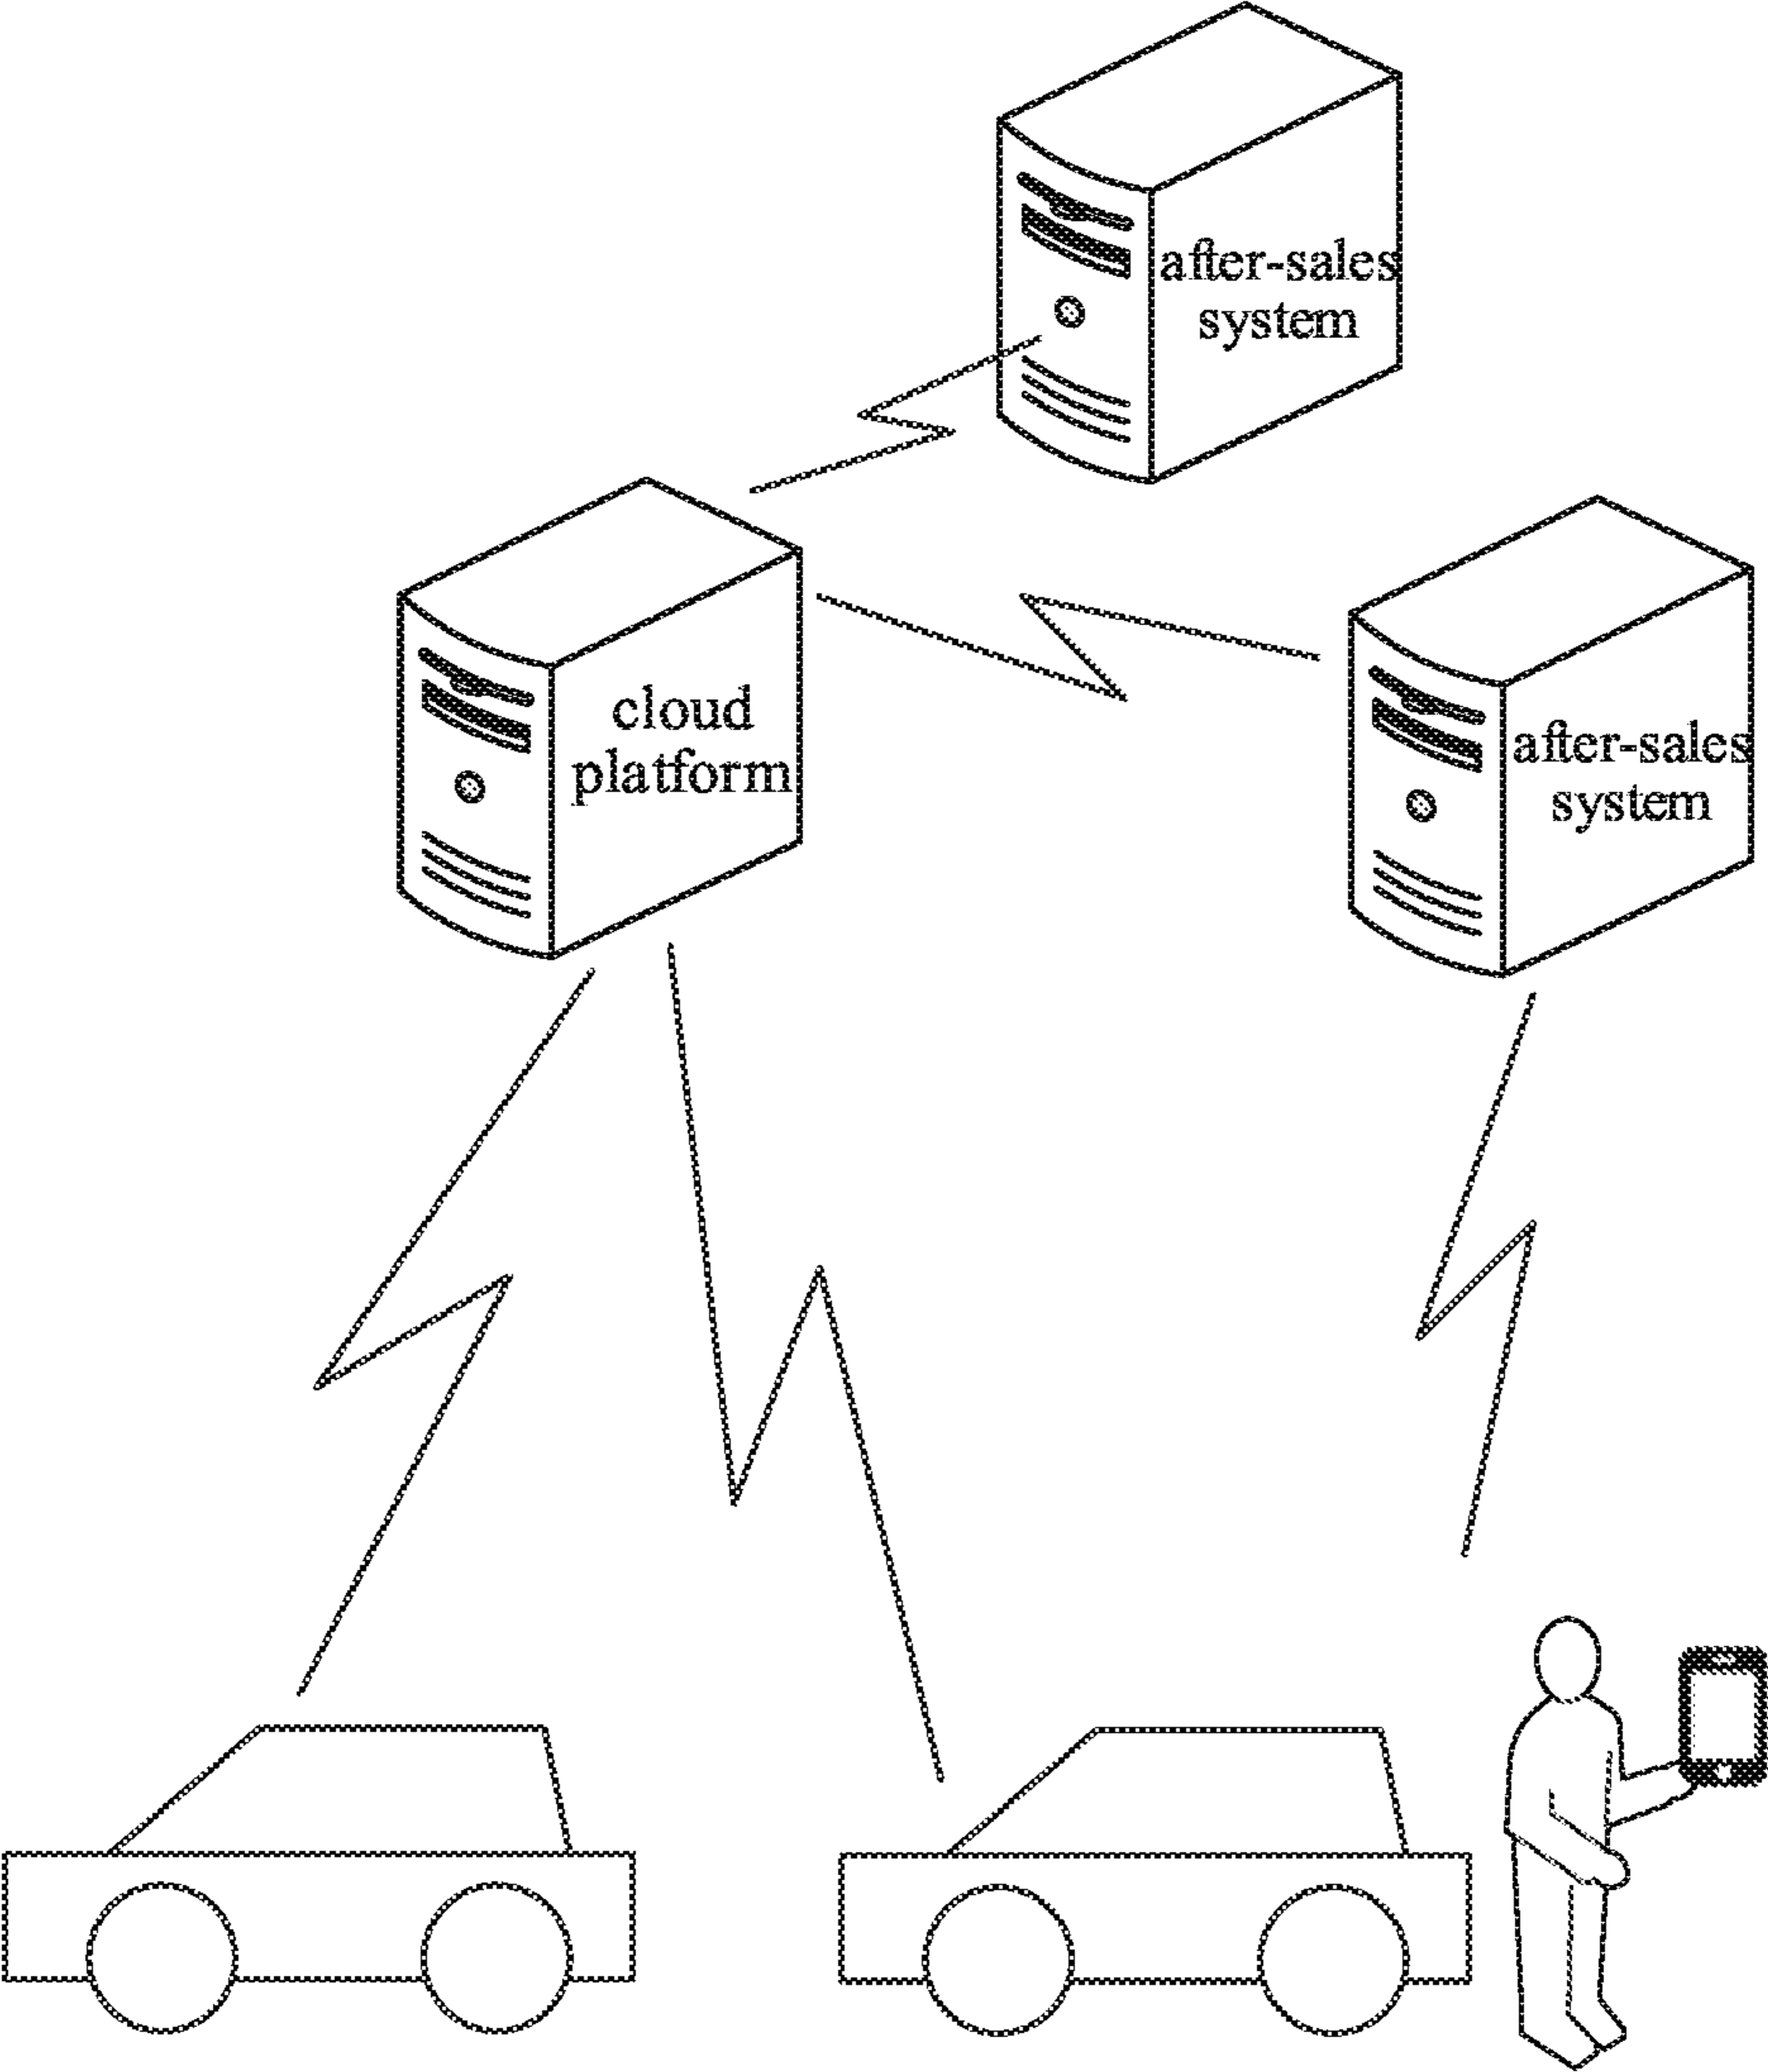 after-sales
system
cloud
platform
after-sales
system